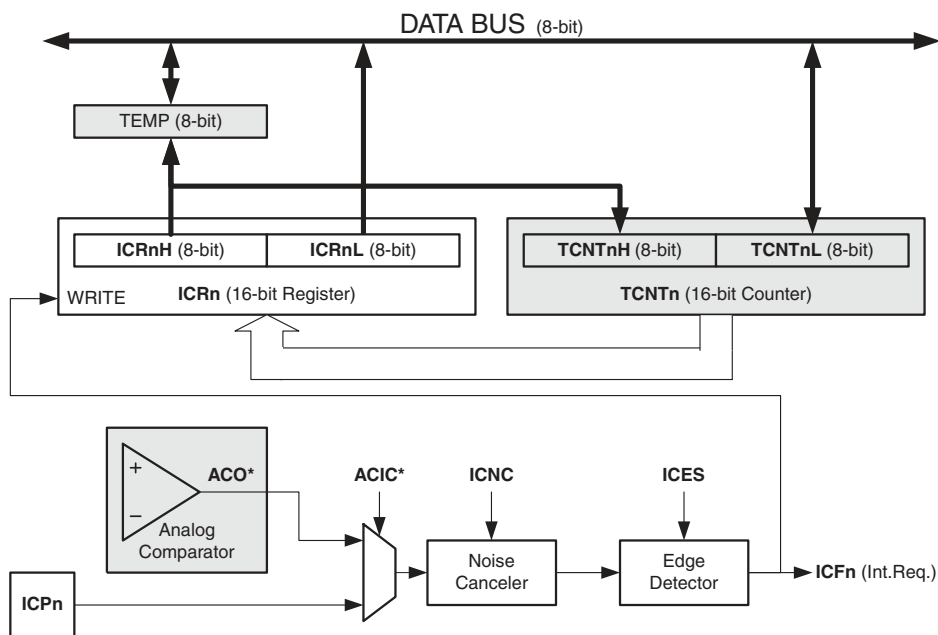 DATA BUS (8-bit)
TEMP (8-bit)
ICRnH (8-bit)
ICRnL (8-bit)
TCNTnH (8-bit)
TCNTnL (8-bit)
WRITE
ICRn (16-bit Register)
TCNTn (16-bit Counter)
+
−
ACO*
Analog
Comparator
ACIC*
ICNC
ICES
Noise
Canceler
Edge
Detector
ICFn (Int.Req.)
ICPn